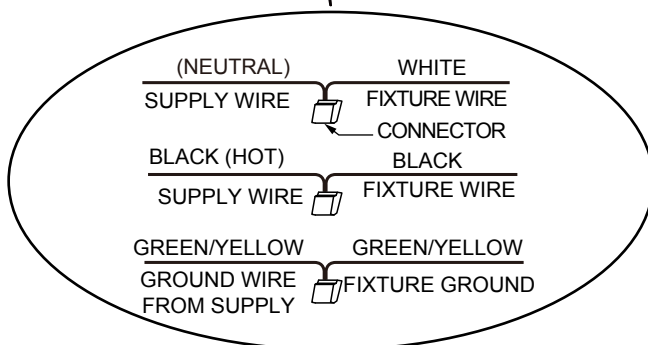 (NEUTRAL) WHITE
SUPPLY WIRE FIXTURE WIRE
CONNECTOR
BLACK (HOT) BLACK
SUPPLY WIRE FIXTURE WIRE
GREEN/YELLOW GREEN/YELLOW
GROUND WIRE FIXTURE GROUND
FROM SUPPLY